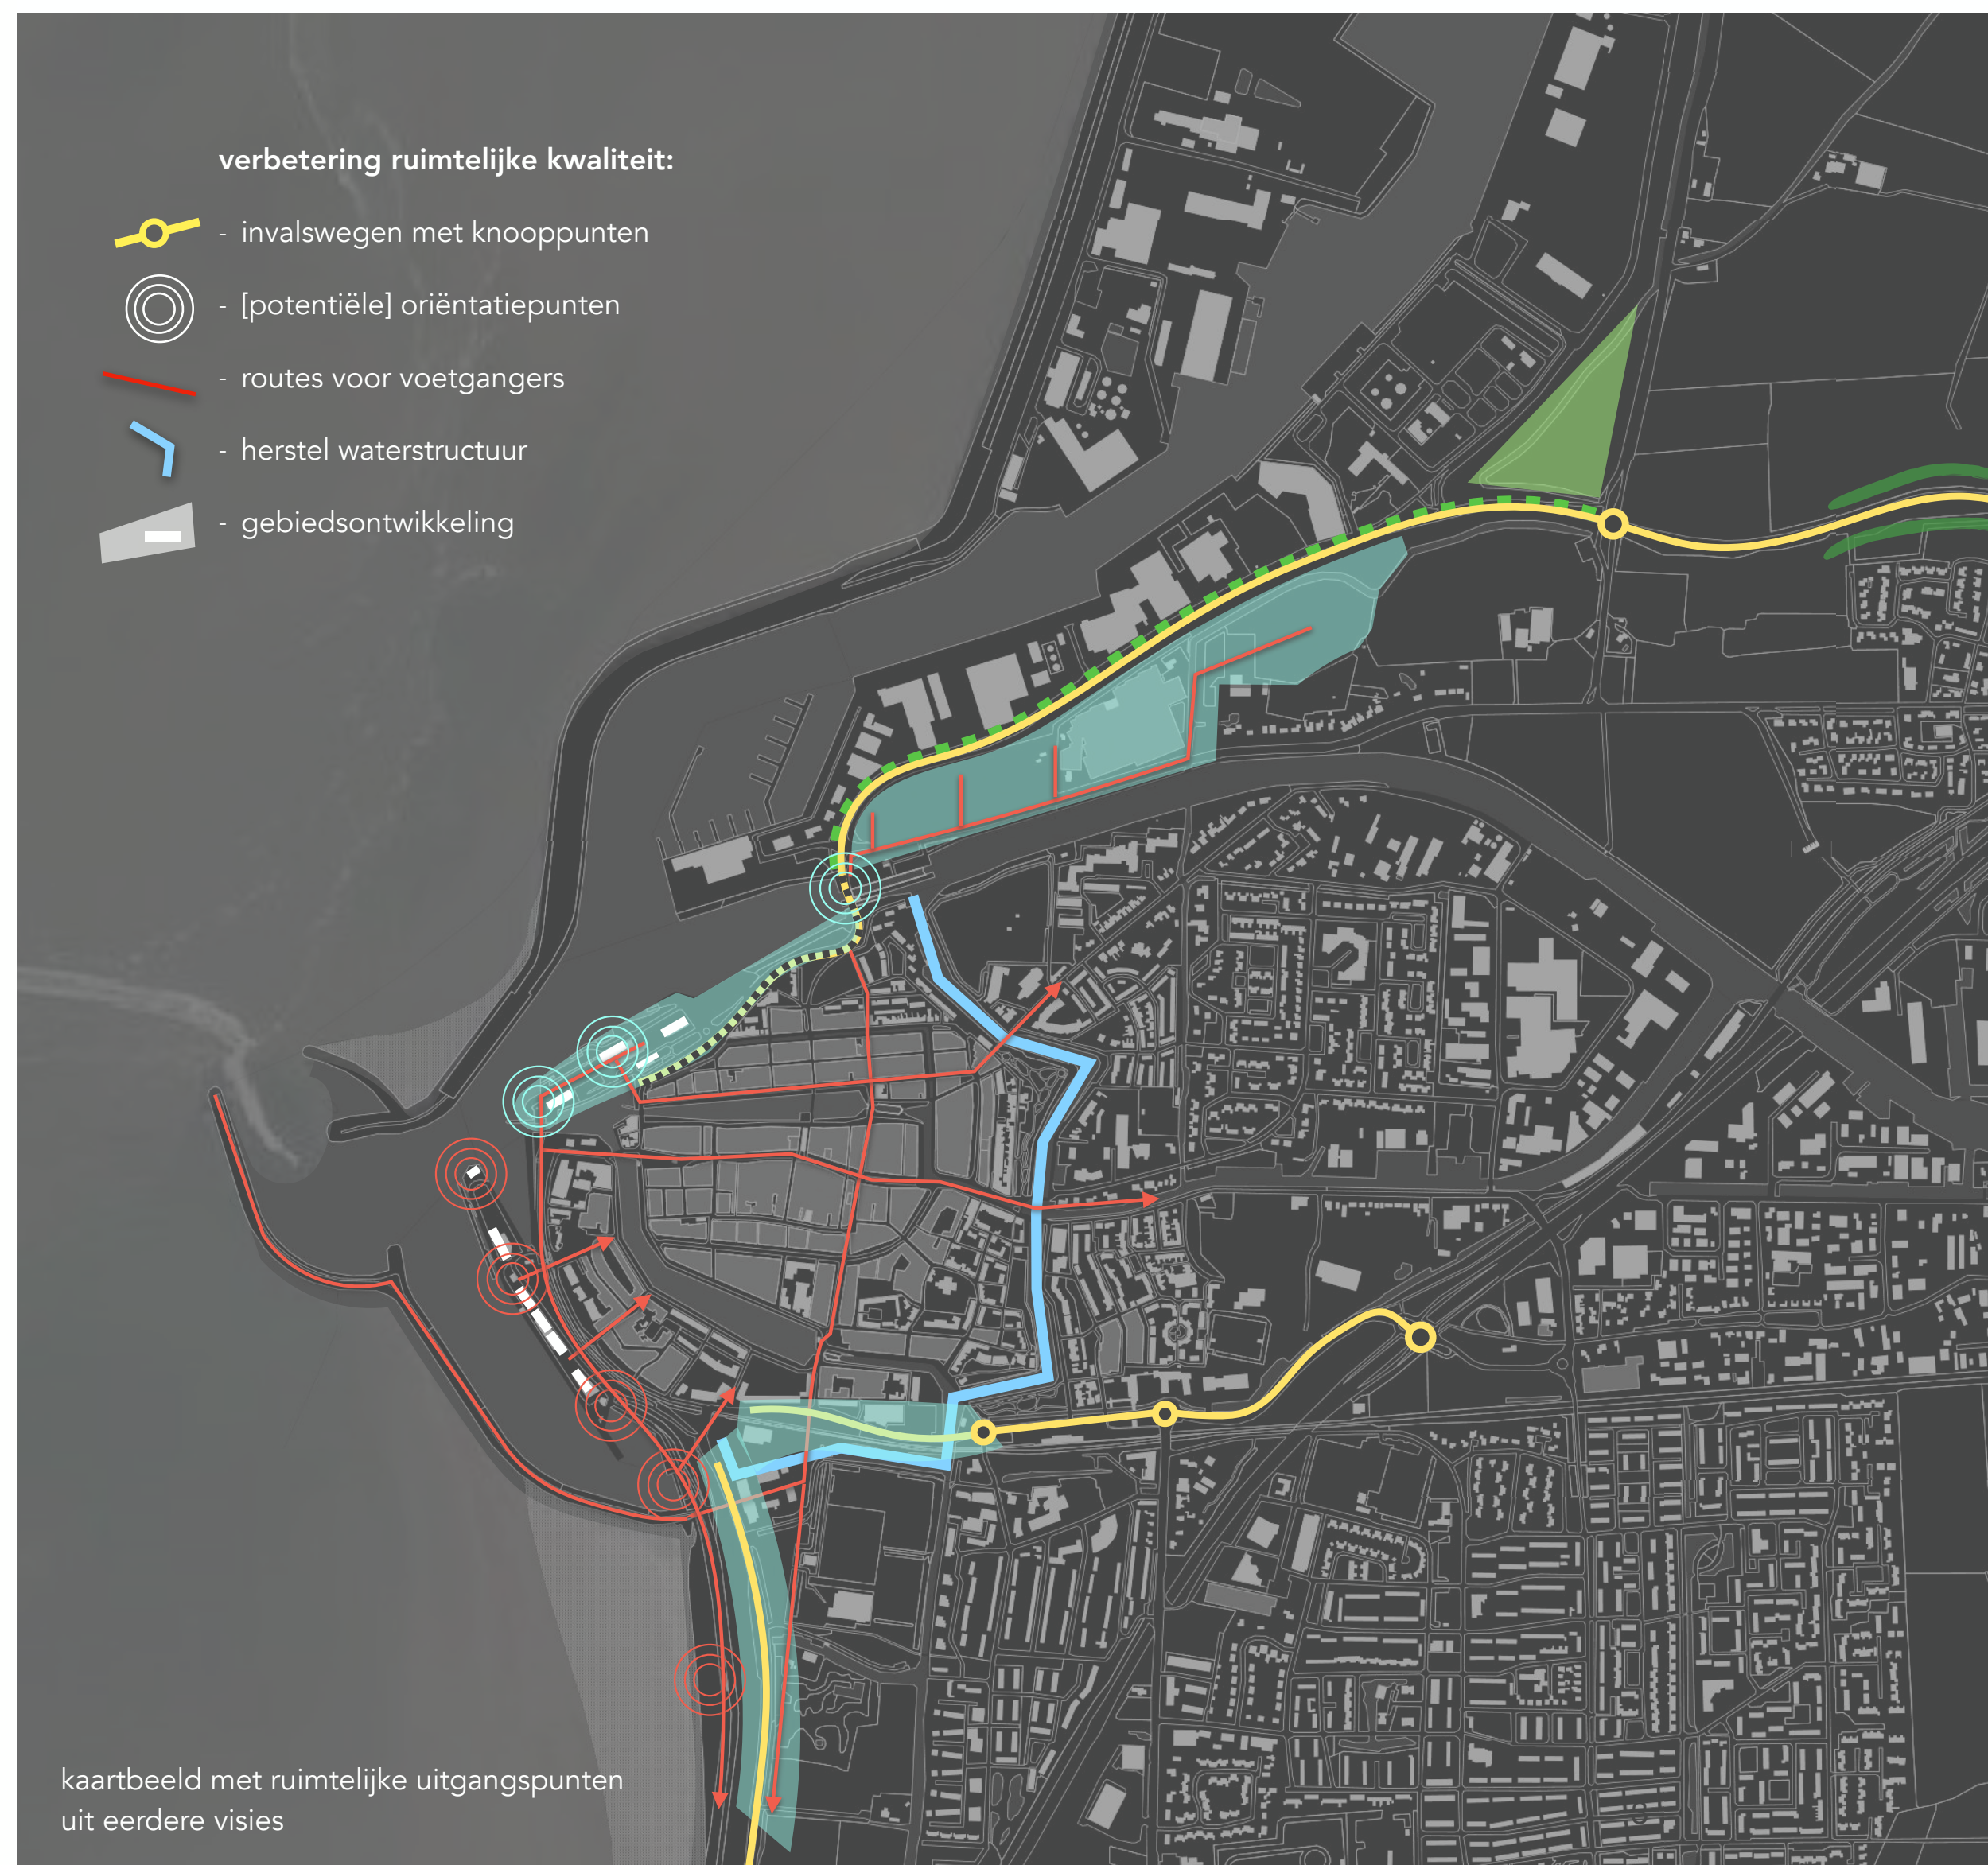 verbetering ruimtelijke kwaliteit:
- invalswegen met knooppunten
- [potentiële] oriëntatiepunten
- routes voor voetgangers
- herstel waterstructuur
- gebiedsontwikkeling
kaartbeeld met ruimtelijke uitgangspunten
uit eerdere visies